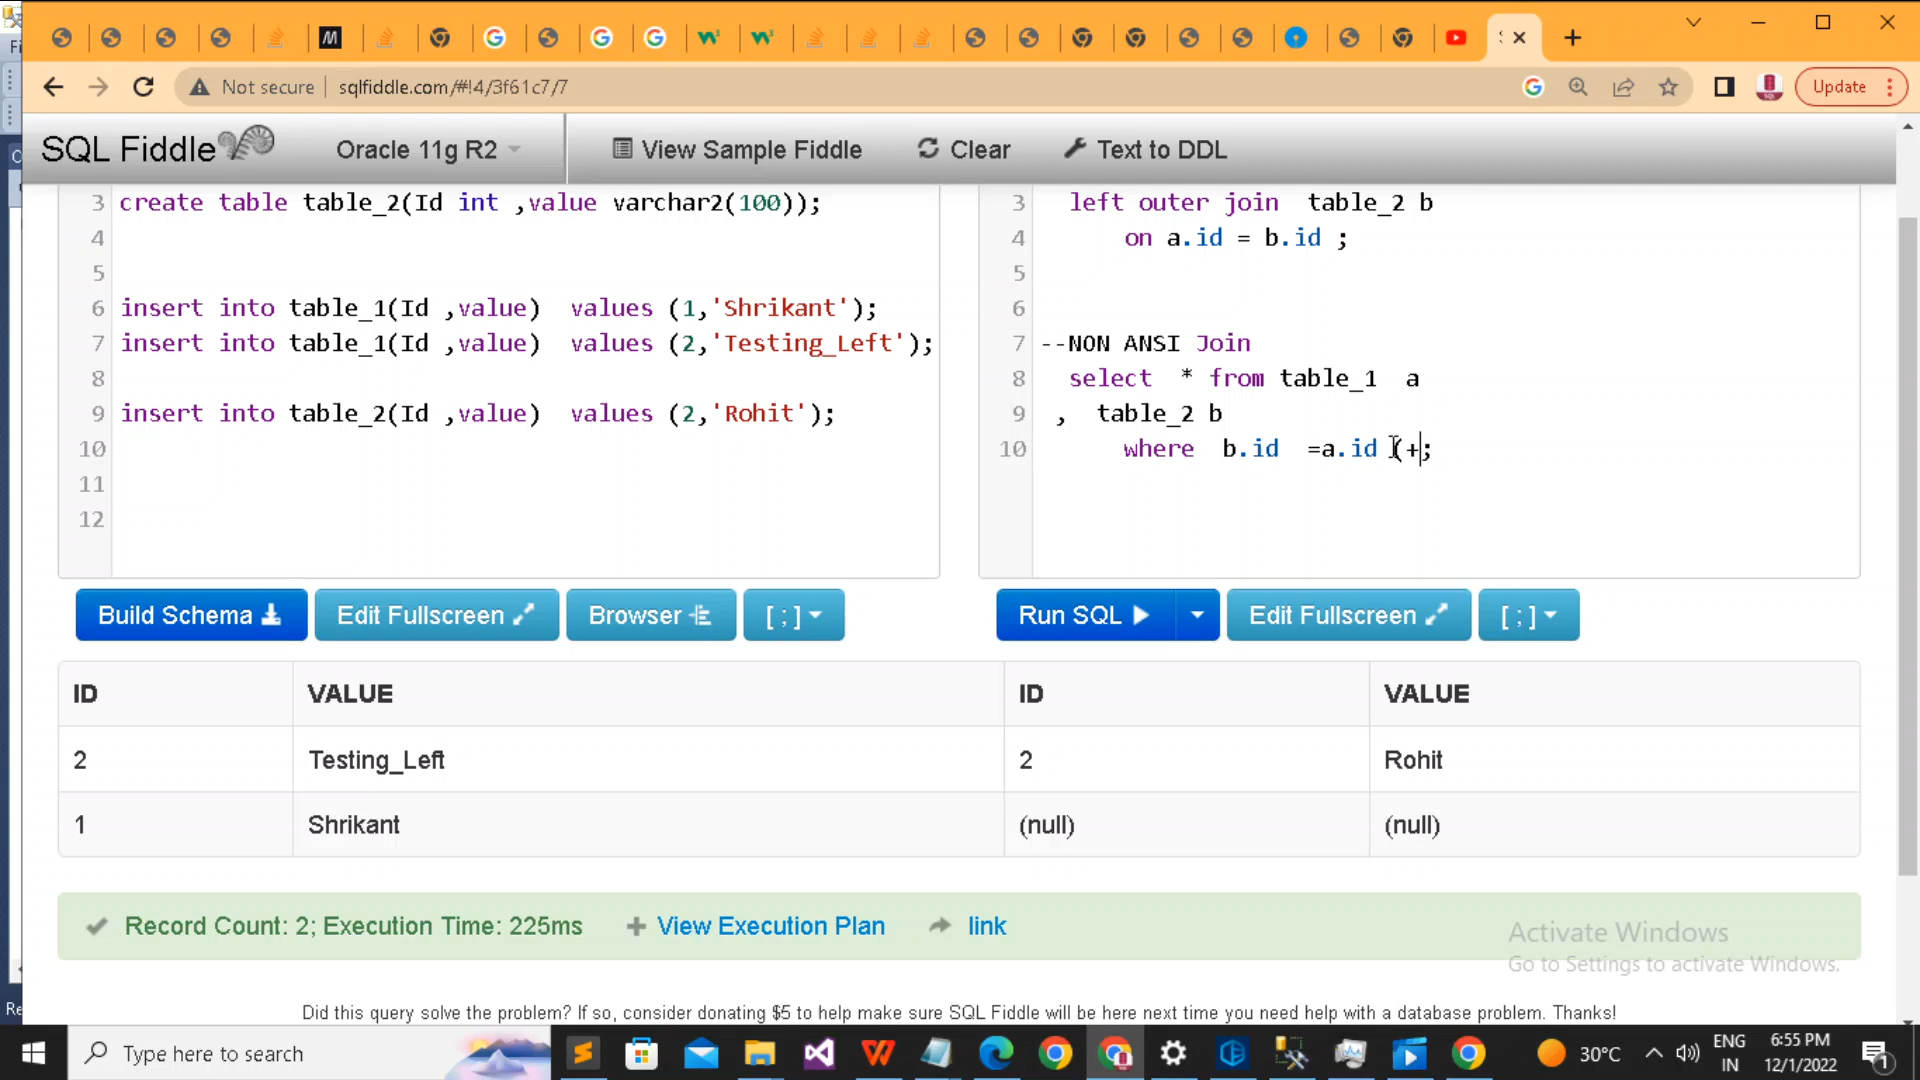 Not secure
sqlfiddle.com/#!4/3f61c7/7
Update
SQL Fiddle
Oracle 11g R2
View Sample Fiddle
Clear
Text to DDL
3 create table table_2(Id int ,value varchar2(100));
4
5
6 insert into table_1(Id ,value)  values (1,'Shrikant');
7 insert into table_1(Id ,value)  values (2,'Testing_Left');
8
9 insert into table_2(Id ,value)  values (2,'Rohit');
10
11
12
3 left outer join  table_2 b
4 on a.id = b.id ;
5
6
7 --NON ANSI Join
8 select  * from table_1  a
9 ,  table_2 b
10 where  b.id  =a.id (+;
Build Schema
Edit Fullscreen
Browser
[ ; ]
Run SQL
Edit Fullscreen
[ ; ]
ID VALUE ID VALUE
2 Testing_Left 2 Rohit
1 Shrikant (null) (null)
Record Count: 2; Execution Time: 225ms
View Execution Plan
link
Activate Windows
Go to Settings to activate Windows.
Did this query solve the problem? If so, consider donating $5 to help make sure SQL Fiddle will be here next time you need help with a database problem. Thanks!
Type here to search
30°C
ENG
IN
6:55 PM
12/1/2022
1